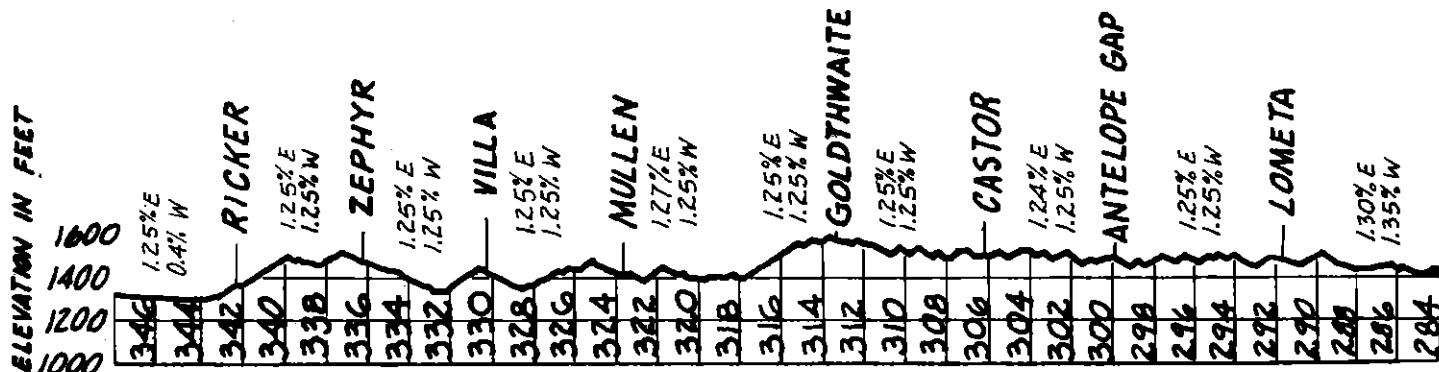 ELEVATION IN FEET
1600
1400
1200
1000
1.25% E
0.4% W
RICKER
1.25% E
1.25% W
ZEPHYR
1.25% E
1.25% W
VILLA
1.25% E
1.25% W
MULLEN
1.27% E
1.25% W
1.25% E
1.25% W
GOLDTHWAITE
1.25% E
1.25% W
CASTOR
1.24% E
1.25% W
ANTELOPE GAP
1.25% E
1.25% W
LOMETA
1.30% E
1.35% W
346
344
342
340
338
336
334
332
330
328
326
324
322
320
318
316
314
312
310
308
306
304
302
300
298
296
294
292
290
288
286
284